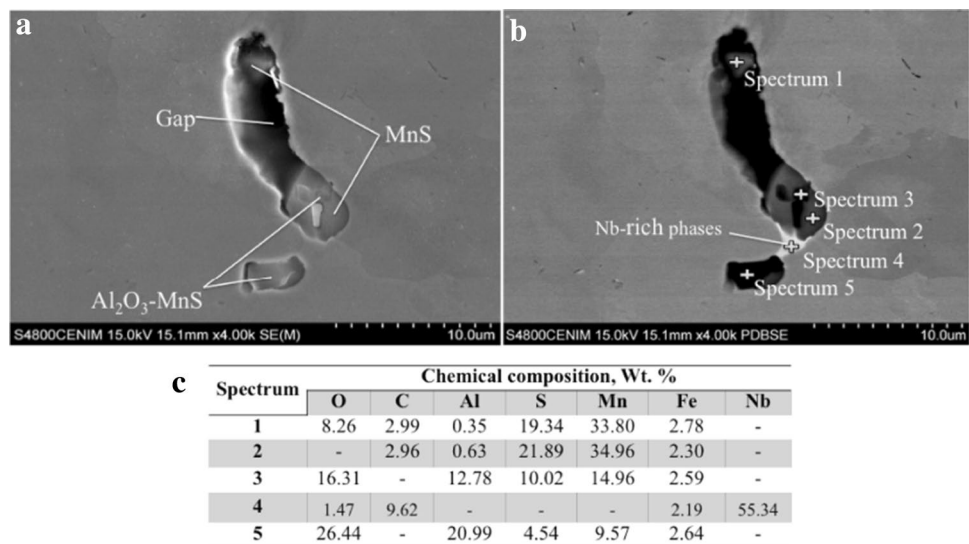 a
Gap
MnS
Al₂O₃-MnS
S4800CENIM 15.0kV 15.1mm x4.00k SE(M) 10.0um
b
Spectrum 1
Spectrum 3
Nb-rich phases
Spectrum 2
Spectrum 4
Spectrum 5
S4800CENIM 15.0kV 15.1mm x4.00k PDBSE 10.0um
c
Spectrum Chemical composition, Wt. %
O C Al S Mn Fe Nb
1 8.26 2.99 0.35 19.34 33.80 2.78 -
2 - 2.96 0.63 21.89 34.96 2.30 -
3 16.31 - 12.78 10.02 14.96 2.59 -
4 1.47 9.62 - - - 2.19 55.34
5 26.44 - 20.99 4.54 9.57 2.64 -